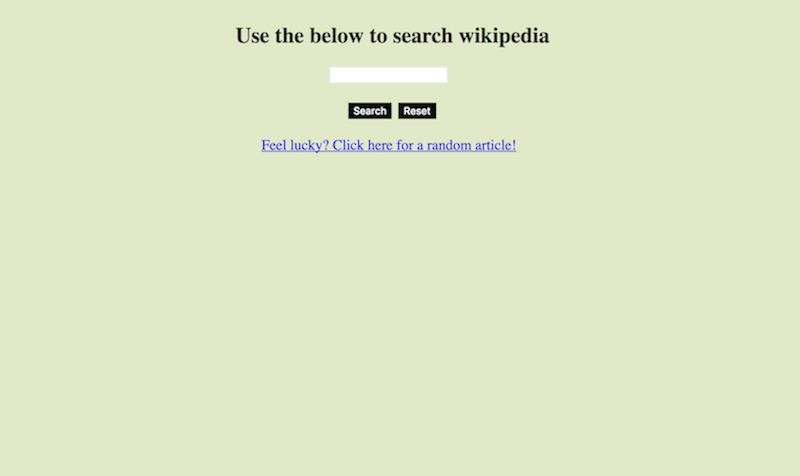 Use the below to search wikipedia
Search Reset
Feel lucky? Click here for a random article!